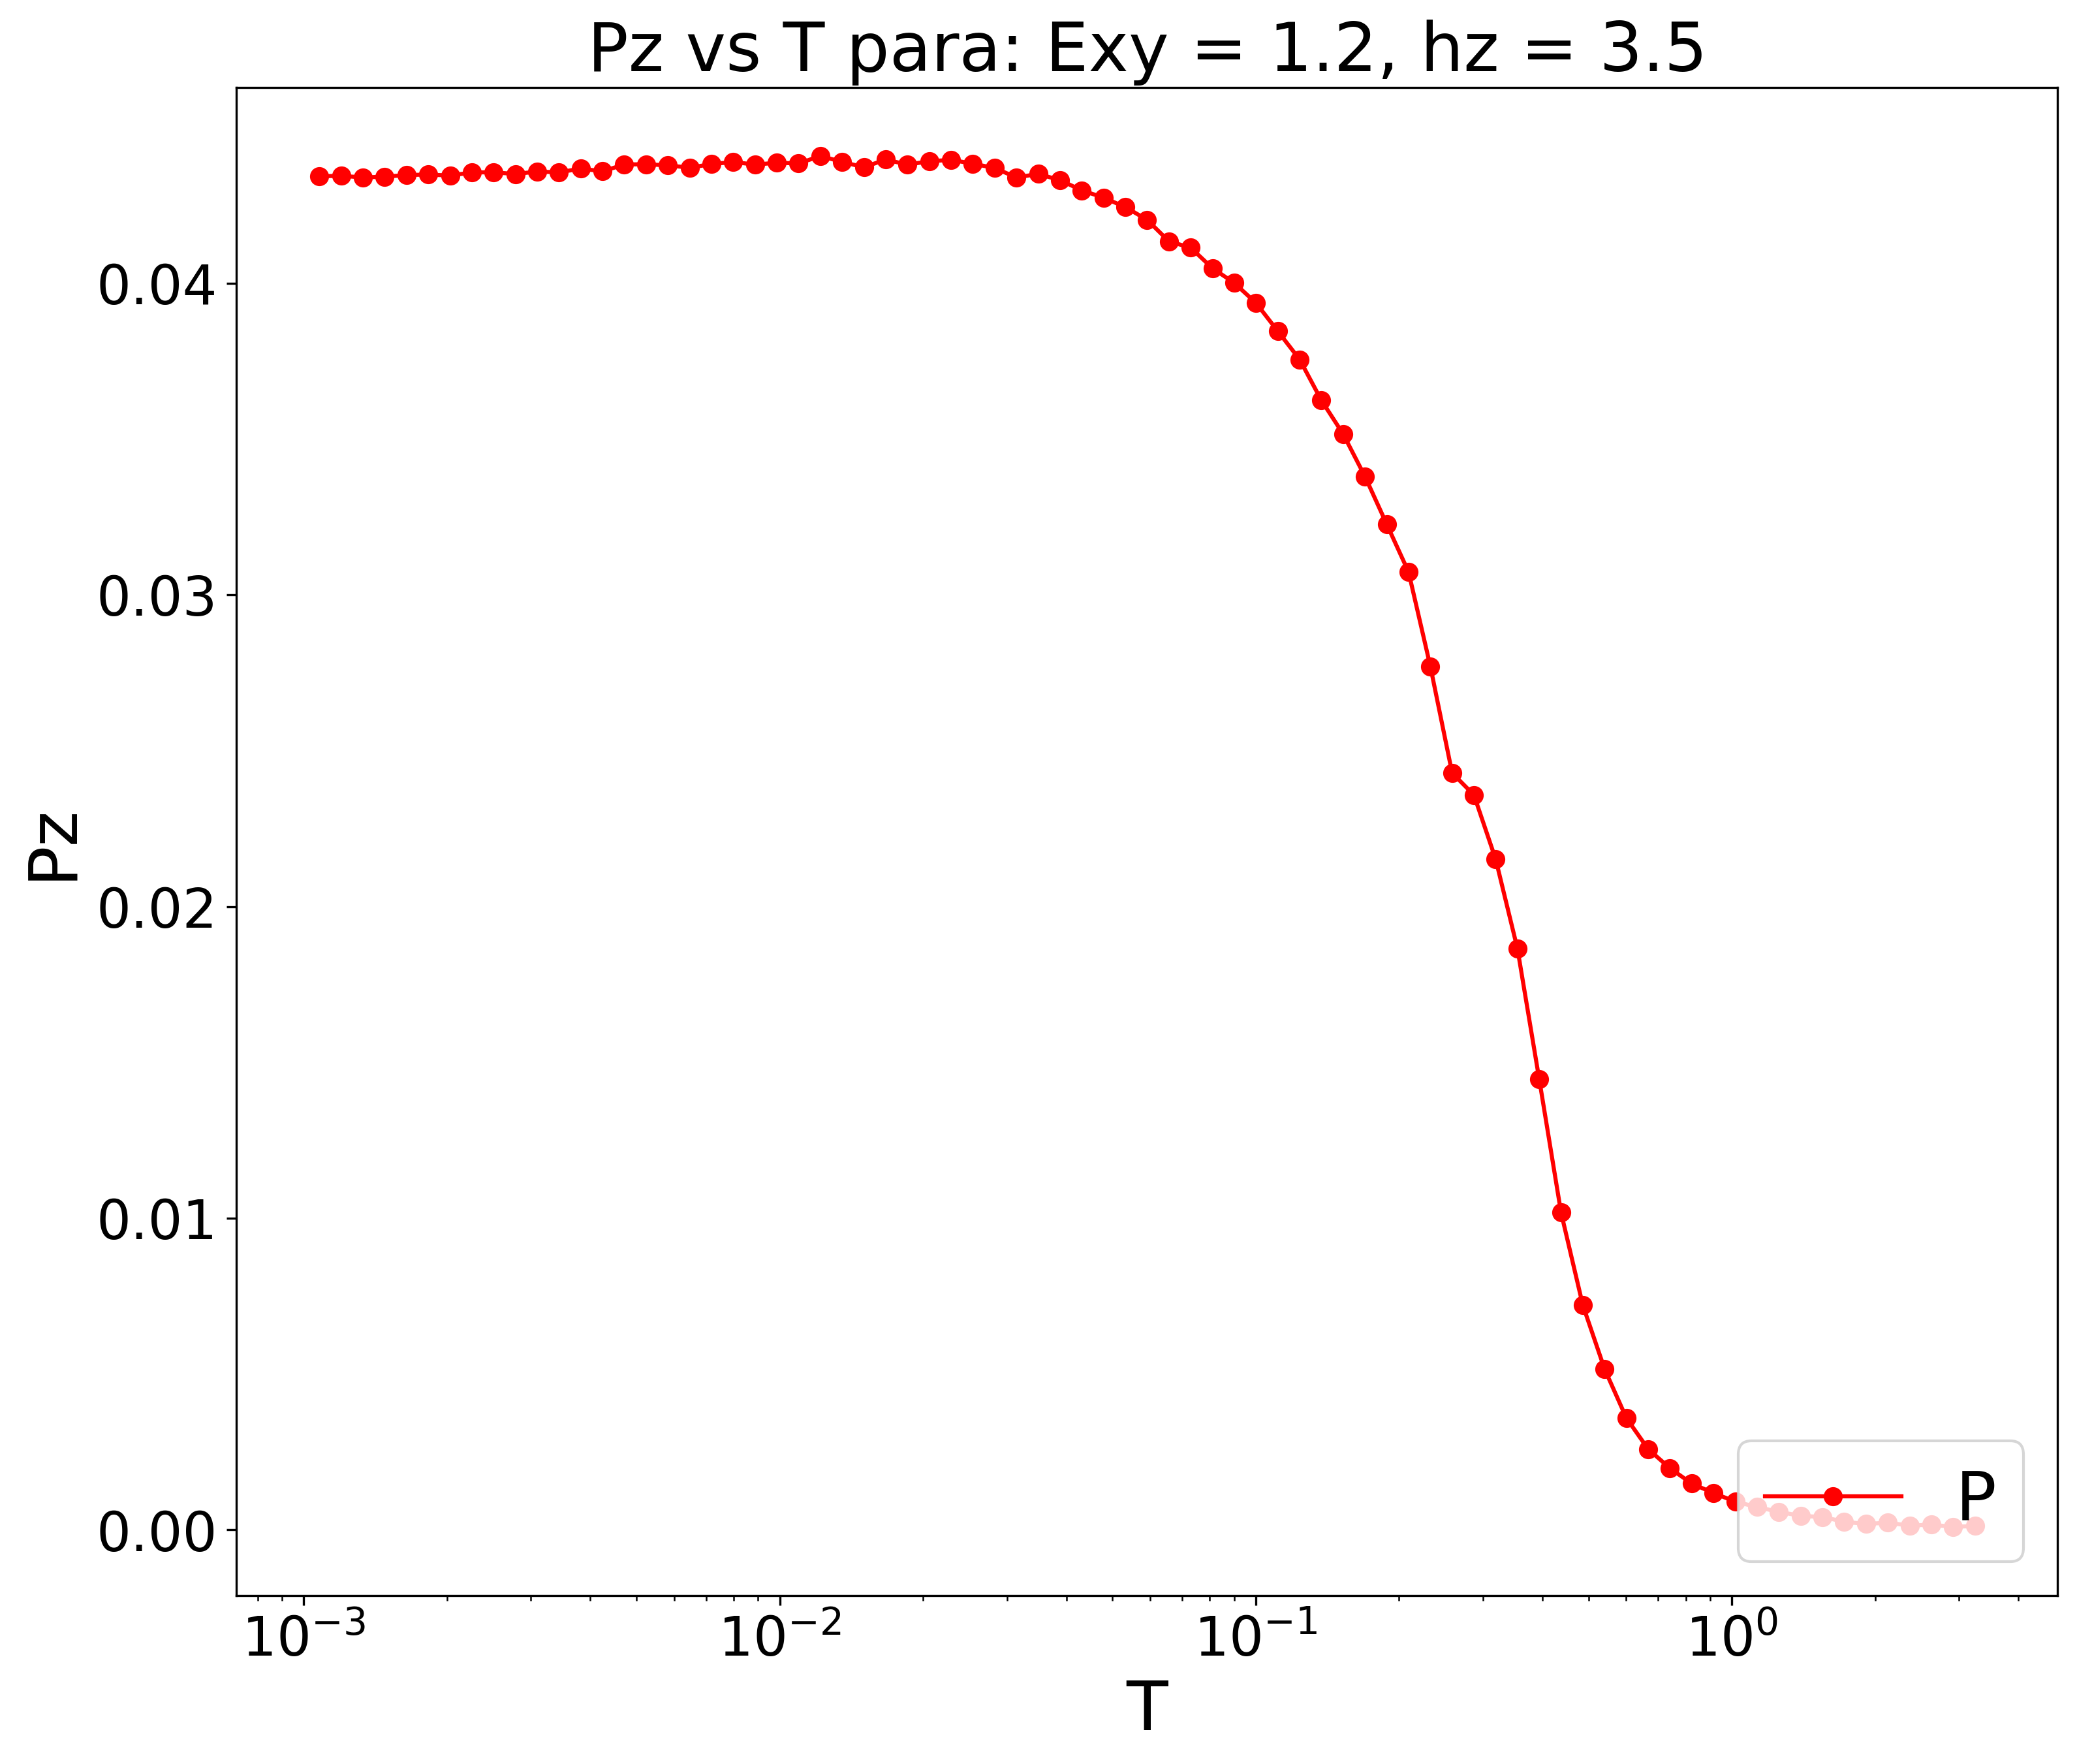 Pz vs T para: Exy = 1.2, hz = 3.5
Pz
0.04
0.03
0.02
0.01
0.00
10⁻³ 10⁻² 10⁻¹ 10⁰
T
P